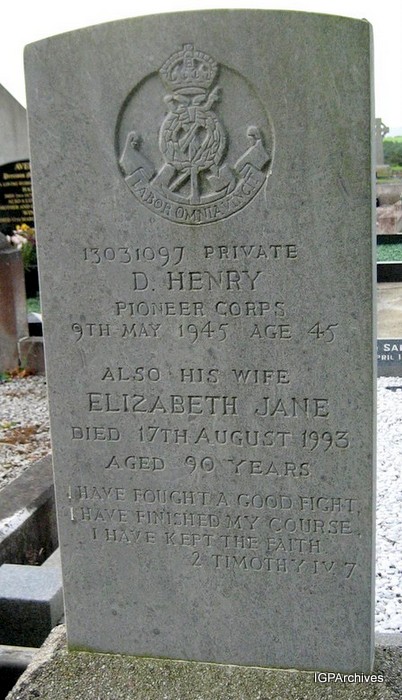 LABOR OMNIA VINCIT
13031097 PRIVATE
D. HENRY
PIONEER CORPS
9TH MAY 1945 AGE 45
ALSO HIS WIFE
ELIZABETH JANE
DIED 17TH AUGUST 1993
AGED 90 YEARS
I HAVE FOUGHT A GOOD FIGHT,
I HAVE FINISHED MY COURSE,
I HAVE KEPT THE FAITH.
2 TIMOTHY IV. 7
IGPArchives